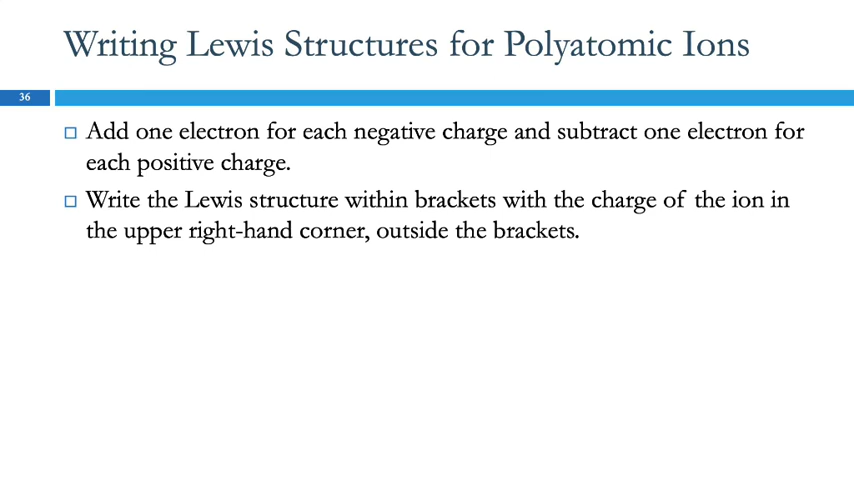 Writing Lewis Structures for Polyatomic Ions
36
Add one electron for each negative charge and subtract one electron for
each positive charge.
Write the Lewis structure within brackets with the charge of the ion in
the upper right-hand corner, outside the brackets.